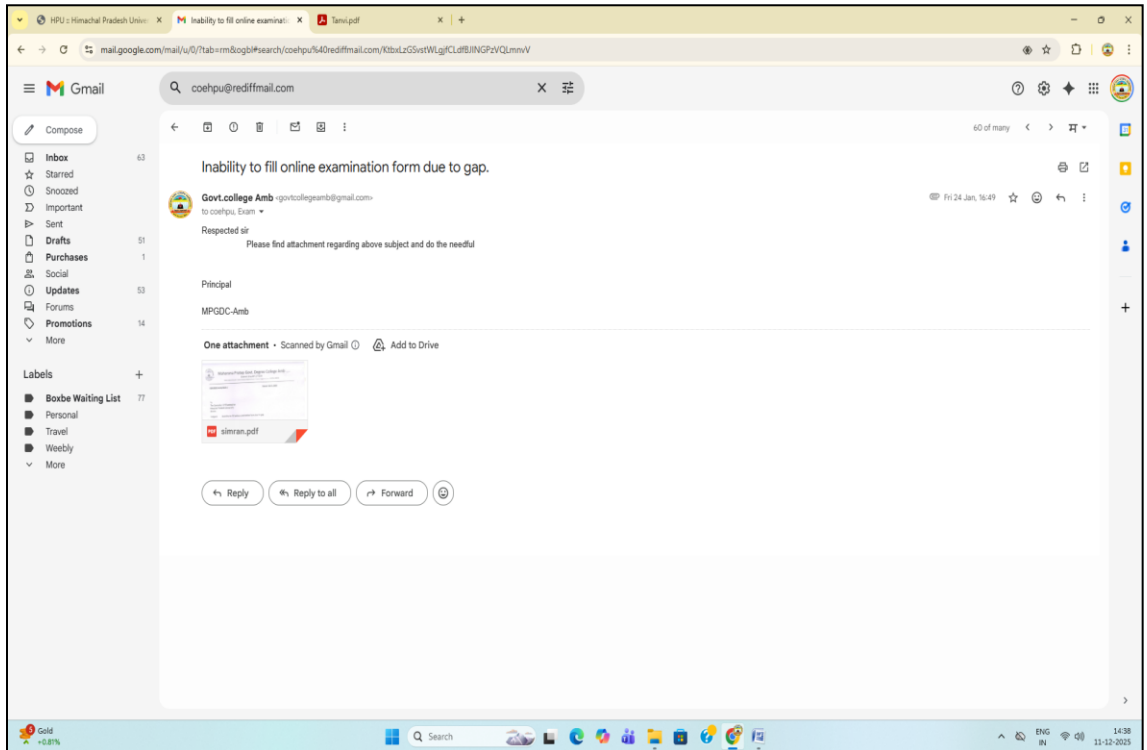 HPU :: Himachal Pradesh Univer
Inability to fill online examinatio
Tanvi.pdf
mail.google.com/mail/u/0/?tab=rm&ogbl#search/coehpu%40rediffmail.com/KtbxLzGSvstWLgjfCLdfBJlNGPzVQLmnvV
Gmail
coehpu@rediffmail.com
Compose
60 of many
Inbox 63
Starred
Snoozed
Important
Sent
Drafts 51
Purchases 1
Social
Updates 53
Forums
Promotions 14
More
Labels
Boxbe Waiting List 77
Personal
Travel
Weebly
More
Inability to fill online examination form due to gap.
Govt.college Amb <govtcollegeamb@gmail.com>
Fri 24 Jan, 16:49
to coehpu, Exam
Respected sir
Please find attachment regarding above subject and do the needful
Principal
MPGDC-Amb
One attachment • Scanned by Gmail
Add to Drive
PDF
simran.pdf
Reply
Reply to all
Forward
5
Gold
+0.81%
Search
ENG
IN
14:38
11-12-2025